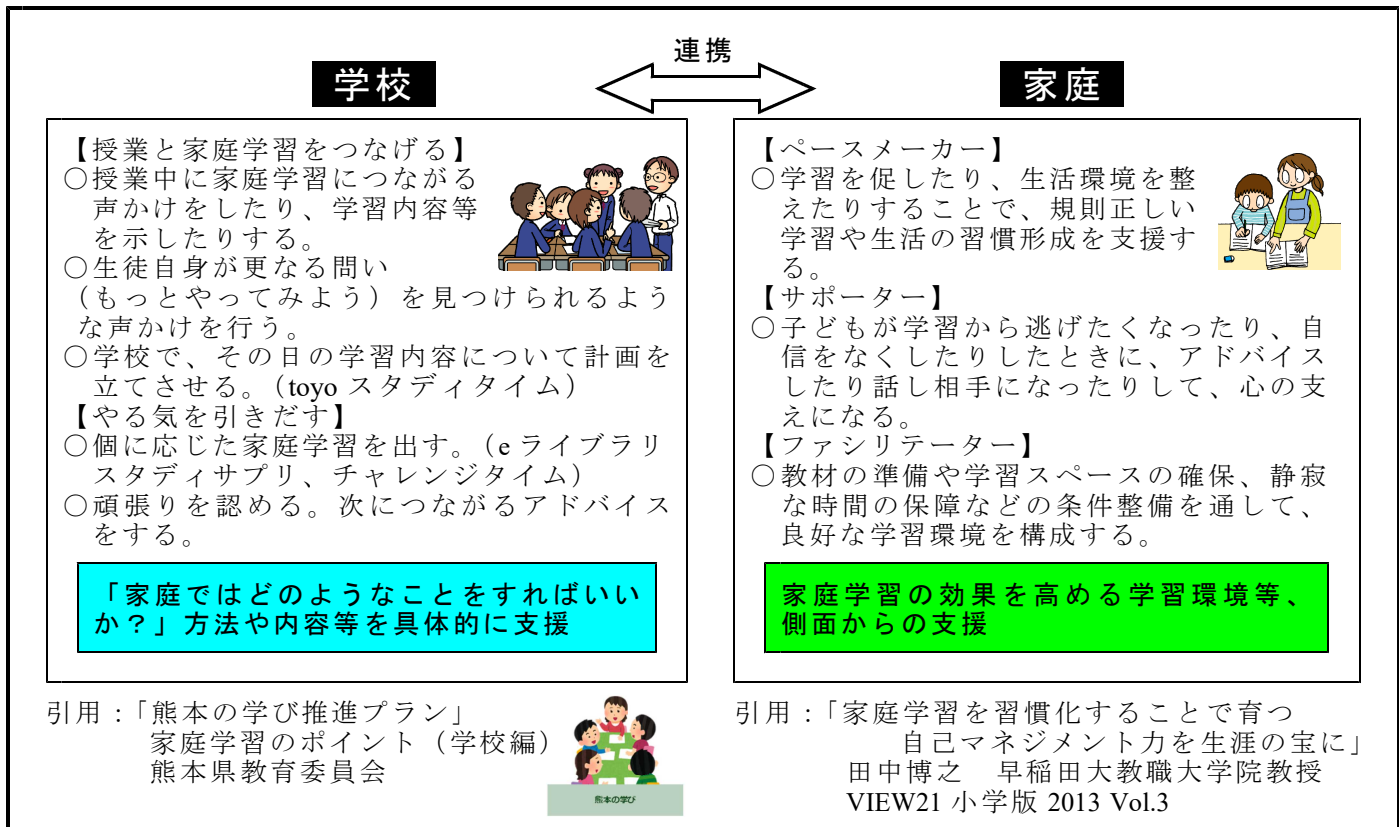 連携
学校
【授業と家庭学習をつなげる】
○授業中に家庭学習につながる
声かけをしたり、学習内容等
を示したりする。
○生徒自身が更なる問い
（もっとやってみよう）を見つけられるよう
な声かけを行う。
○学校で、その日の学習内容について計画を
立てさせる。（toyo スタディタイム）
【やる気を引きだす】
○個に応じた家庭学習を出す。（e ライブラリ
スタディサプリ、チャレンジタイム）
○頑張りを認める。次につながるアドバイス
をする。
「家庭ではどのようなことをすればいい
か？」方法や内容等を具体的に支援
引用：「熊本の学び推進プラン」
家庭学習のポイント（学校編）
熊本県教育委員会
熊本の学び
家庭
【ペースメーカー】
○学習を促したり、生活環境を整
えたりすることで、規則正しい
学習や生活の習慣形成を支援す
る。
【サポーター】
○子どもが学習から逃げたくなったり、自
信をなくしたりしたときに、アドバイス
したり話し相手になったりして、心の支
えになる。
【ファシリテーター】
○教材の準備や学習スペースの確保、静寂
な時間の保障などの条件整備を通して、
良好な学習環境を構成する。
家庭学習の効果を高める学習環境等、
側面からの支援
引用：「家庭学習を習慣化することで育つ
自己マネジメント力を生涯の宝に」
田中博之　早稲田大教職大学院教授
VIEW21 小学版 2013 Vol.3